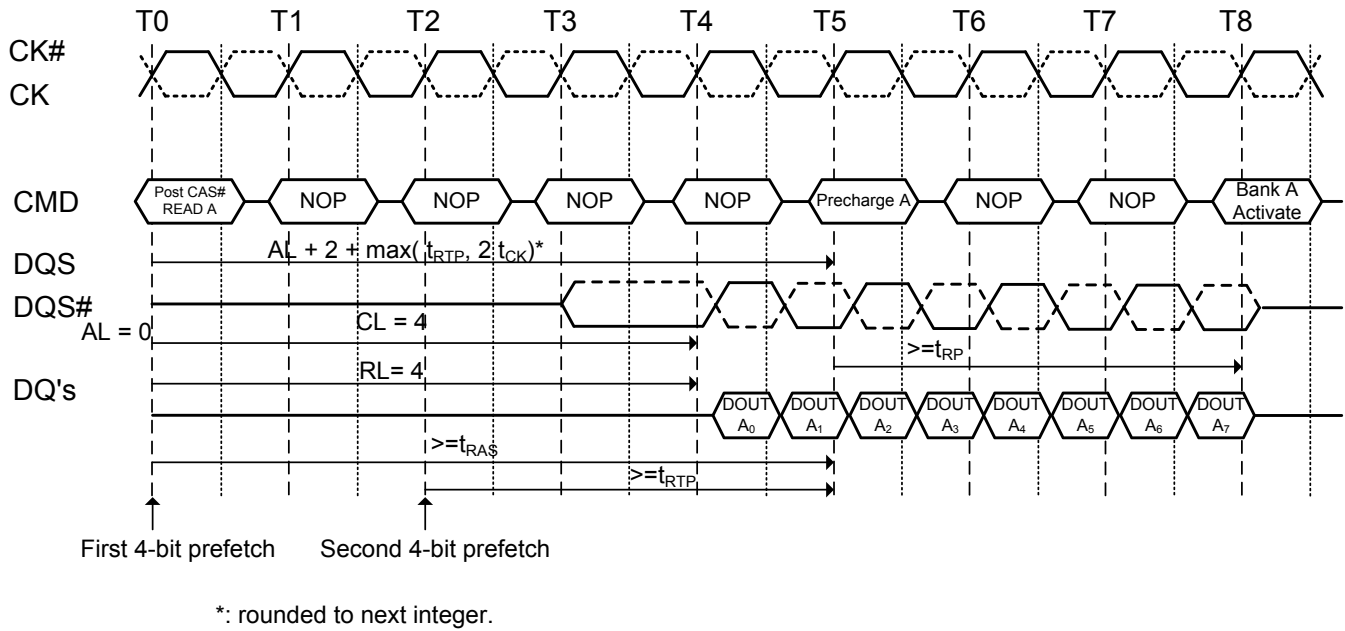 T0 T1 T2 T3 T4 T5 T6 T7 T8
CK#
CK
CMD
Post CAS#
READ A
NOP
NOP
NOP
NOP
Precharge A
NOP
NOP
Bank A
Activate
AL + 2 + max( tRTP, 2 tCK)*
DQS
DQS#
AL = 0
CL = 4
>=tRP
RL= 4
DQ's
DOUT
A0
DOUT
A1
DOUT
A2
DOUT
A3
DOUT
A4
DOUT
A5
DOUT
A6
DOUT
A7
>=tRAS
>=tRTP
First 4-bit prefetch
Second 4-bit prefetch
*: rounded to next integer.